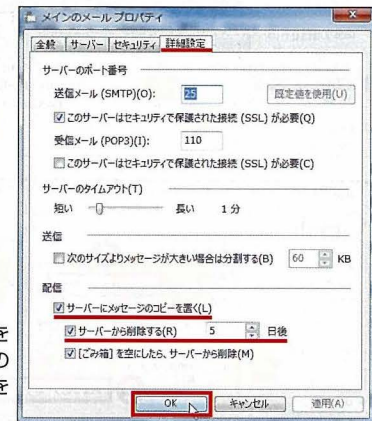 メインのメール プロパティ
全般 サーバー セキュリティ 詳細設定
サーバーのポート番号
送信メール (SMTP)(O): 25 既定値を使用(U)
このサーバーはセキュリティで保護された接続 (SSL) が必要(Q)
受信メール (POP3)(I): 110
このサーバーはセキュリティで保護された接続 (SSL) が必要(C)
サーバーのタイムアウト(T)
短い 長い 1 分
送信
次のサイズよりメッセージが大きい場合は分割する(B) 60 KB
配信
サーバーにメッセージのコピーを置く(L)
サーバーから削除する(R) 5 日後
[ごみ箱] を空にしたら、サーバーから削除(M)
を
の
を
OK キャンセル 適用(A)